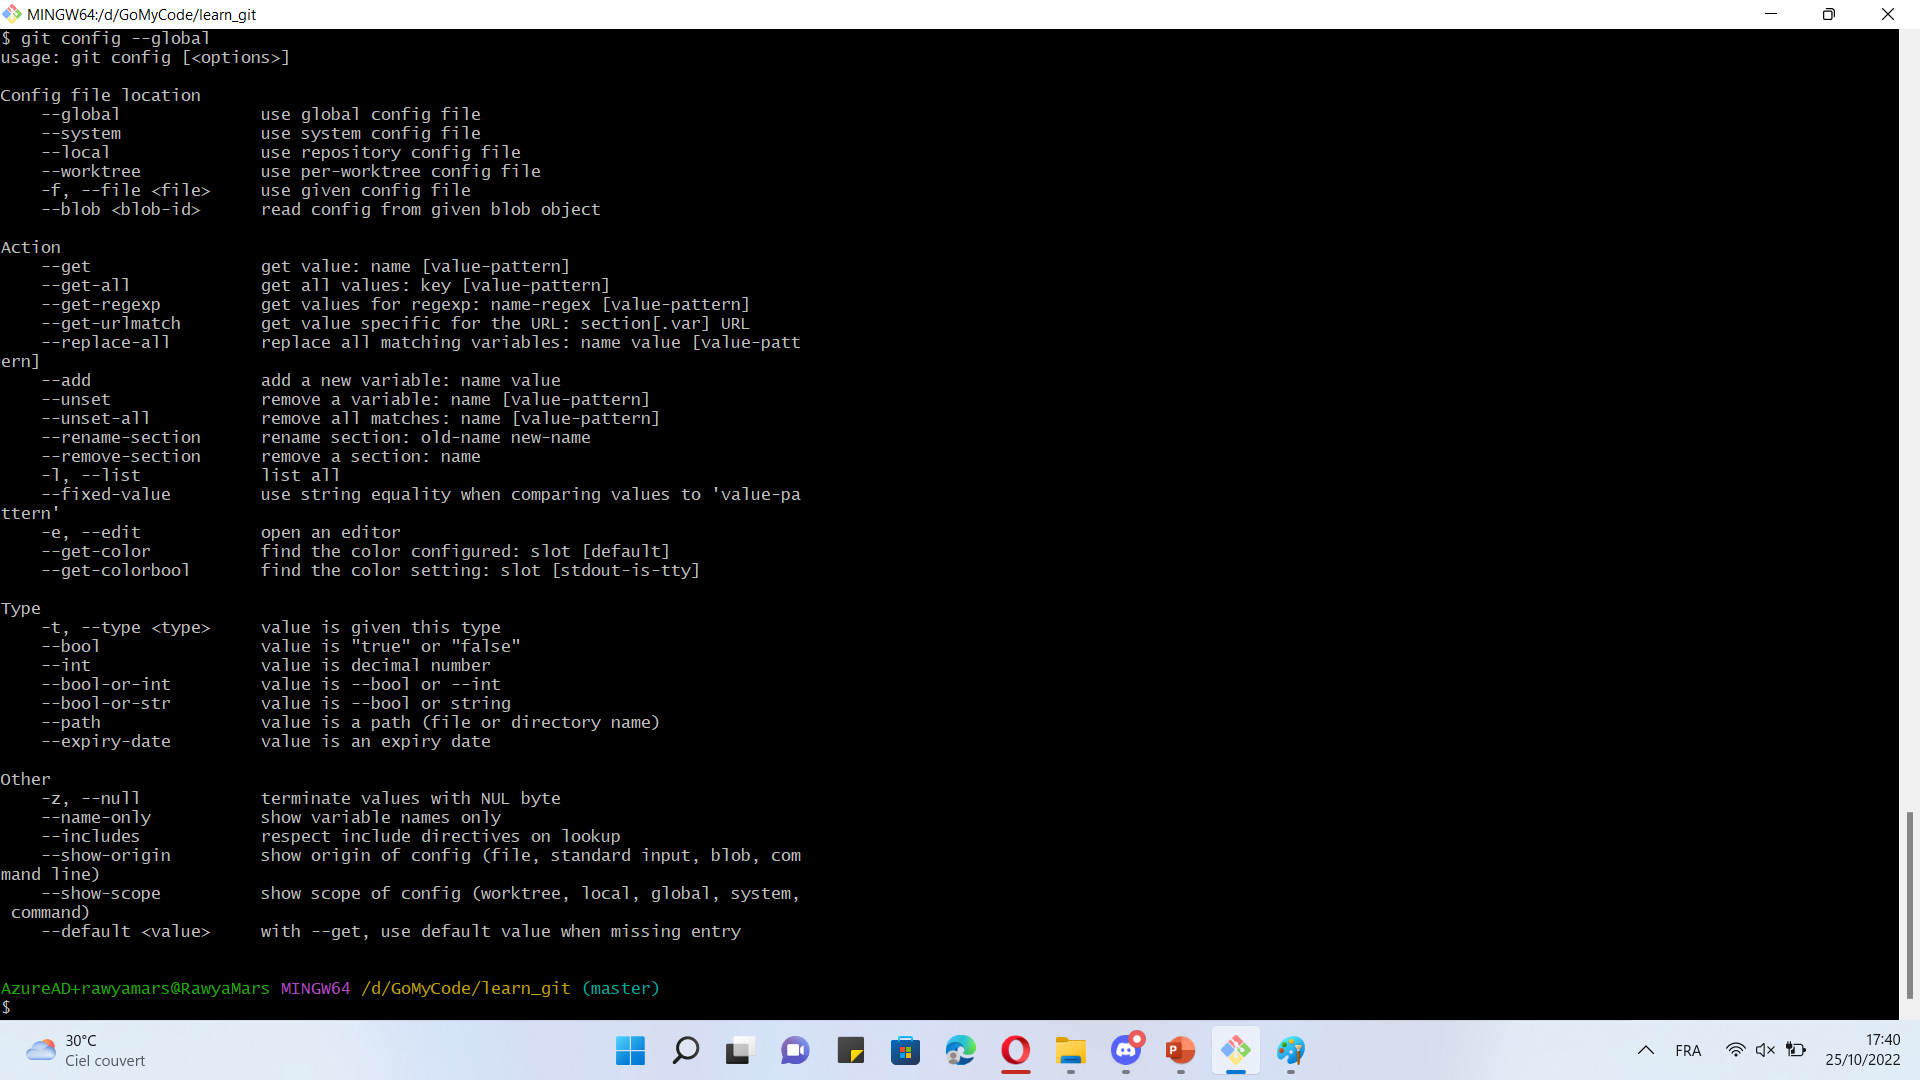 MINGW64:/d/GoMyCode/learn_git
$ git config --global
usage: git config [<options>]
Config file location
--global use global config file
--system use system config file
--local use repository config file
--worktree use per-worktree config file
-f, --file <file> use given config file
--blob <blob-id> read config from given blob object
Action
--get get value: name [value-pattern]
--get-all get all values: key [value-pattern]
--get-regexp get values for regexp: name-regex [value-pattern]
--get-urlmatch get value specific for the URL: section[.var] URL
--replace-all replace all matching variables: name value [value-patt
ern]
--add add a new variable: name value
--unset remove a variable: name [value-pattern]
--unset-all remove all matches: name [value-pattern]
--rename-section rename section: old-name new-name
--remove-section remove a section: name
-l, --list list all
--fixed-value use string equality when comparing values to 'value-pa
ttern'
-e, --edit open an editor
--get-color find the color configured: slot [default]
--get-colorbool find the color setting: slot [stdout-is-tty]
Type
-t, --type <type> value is given this type
--bool value is "true" or "false"
--int value is decimal number
--bool-or-int value is --bool or --int
--bool-or-str value is --bool or string
--path value is a path (file or directory name)
--expiry-date value is an expiry date
Other
-z, --null terminate values with NUL byte
--name-only show variable names only
--includes respect include directives on lookup
--show-origin show origin of config (file, standard input, blob, com
mand line)
--show-scope show scope of config (worktree, local, global, system,
command)
--default <value> with --get, use default value when missing entry
AzureAD+rawyamars@RawyaMars MINGW64 /d/GoMyCode/learn_git (master)
$
30°C
Ciel couvert
FRA
17:40
25/10/2022